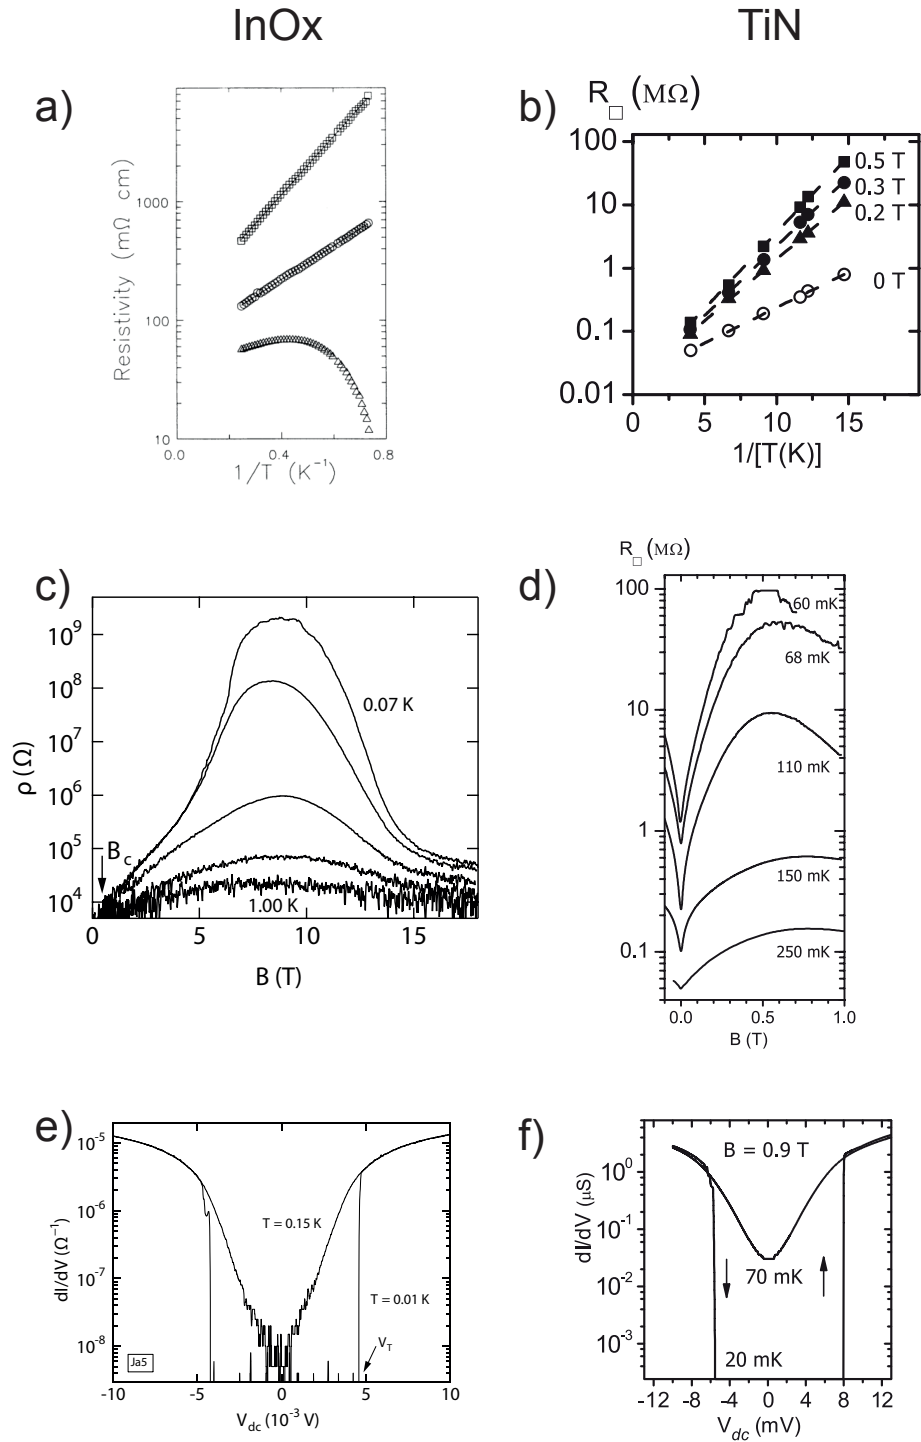 InOx
TiN
a)
Resistivity (mΩ cm)
1000
100
10
0.0
0.4
0.8
1/T (K⁻¹)
b)
R□ (MΩ)
100
10
1
0.1
0.01
0.5 T
0.3 T
0.2 T
0 T
0
5
10
15
1/[T(K)]
c)
ρ (Ω)
10⁹
10⁸
10⁷
10⁶
10⁵
10⁴
0.07 K
B_c
1.00 K
0
5
10
15
B (T)
d)
R□ (MΩ)
100
10
1
0.1
60 mK
68 mK
110 mK
150 mK
250 mK
0.0
0.5
1.0
B (T)
e)
dI/dV (Ω⁻¹)
10⁻⁵
10⁻⁶
10⁻⁷
10⁻⁸
T = 0.15 K
T = 0.01 K
V_T
Ja5
-10
-5
0
5
10
V_dc (10⁻³ V)
f)
dI/dV (μS)
10⁰
10⁻¹
10⁻²
10⁻³
B = 0.9 T
70 mK
20 mK
-12
-8
-4
0
4
8
12
V_dc (mV)